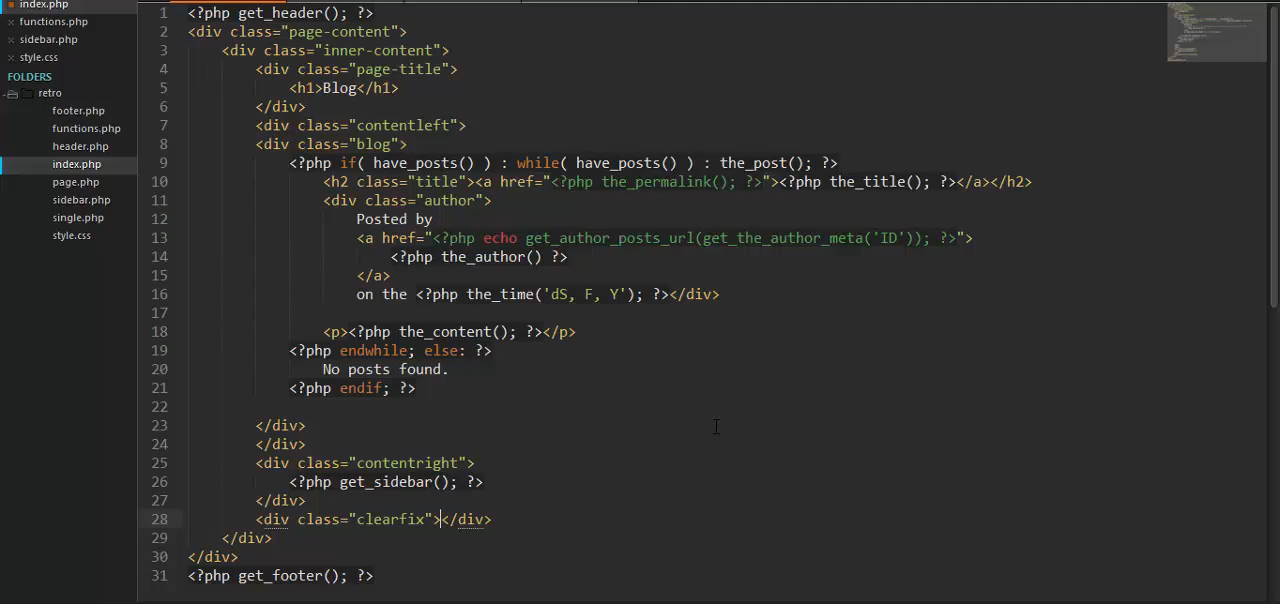 index.php
functions.php
sidebar.php
style.css
FOLDERS
retro
footer.php
functions.php
header.php
index.php
page.php
sidebar.php
single.php
style.css
1 <?php get_header(); ?>
2 <div class="page-content">
3 <div class="inner-content">
4 <div class="page-title">
5 <h1>Blog</h1>
6 </div>
7 <div class="contentleft">
8 <div class="blog">
9 <?php if( have_posts() ) : while( have_posts() ) : the_post(); ?>
10 <h2 class="title"><a href="<?php the_permalink(); ?>"><?php the_title(); ?></a></h2>
11 <div class="author">
12 Posted by
13 <a href="<?php echo get_author_posts_url(get_the_author_meta('ID')); ?>">
14 <?php the_author() ?>
15 </a>
16 on the <?php the_time('dS, F, Y'); ?></div>
17
18 <p><?php the_content(); ?></p>
19 <?php endwhile; else: ?>
20 No posts found.
21 <?php endif; ?>
22
23 </div>
24 </div>
25 <div class="contentright">
26 <?php get_sidebar(); ?>
27 </div>
28 <div class="clearfix"></div>
29 </div>
30 </div>
31 <?php get_footer(); ?>